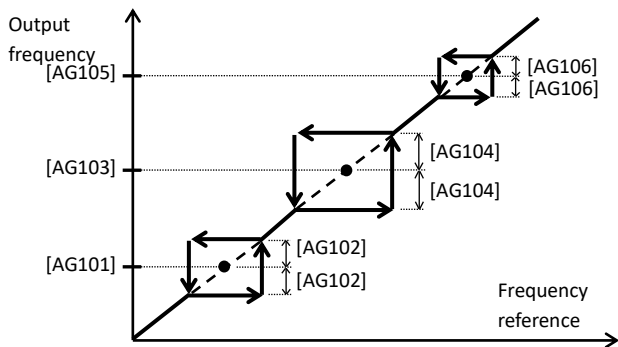 Output
frequency
[AG105]
[AG106]
[AG106]
[AG103]
[AG104]
[AG104]
[AG101]
[AG102]
[AG102]
Frequency
reference